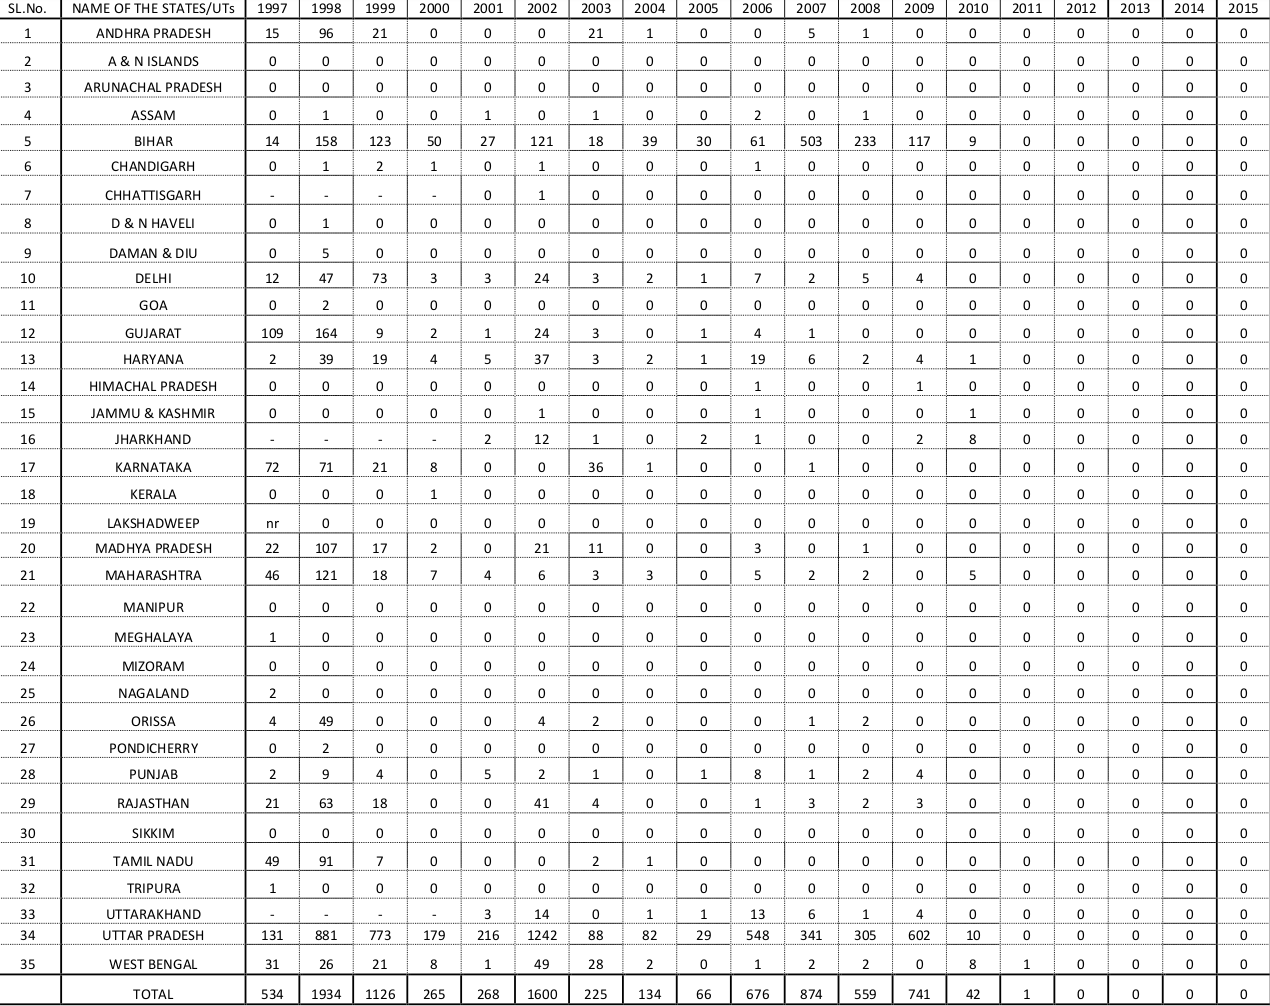 SL.No. NAME OF THE STATES/UTs 1997 1998 1999 2000 2001 2002 2003 2004 2005 2006 2007 2008 2009 2010 2011 2012 2013 2014 2015
1 ANDHRA PRADESH 15 96 21 0 0 0 21 1 0 0 5 1 0 0 0 0 0 0 0
2 A & N ISLANDS 0 0 0 0 0 0 0 0 0 0 0 0 0 0 0 0 0 0 0
3 ARUNACHAL PRADESH 0 0 0 0 0 0 0 0 0 0 0 0 0 0 0 0 0 0 0
4 ASSAM 0 1 0 0 1 0 1 0 0 2 0 1 0 0 0 0 0 0 0
5 BIHAR 14 158 123 50 27 121 18 39 30 61 503 233 117 9 0 0 0 0 0
6 CHANDIGARH 0 1 2 1 0 1 0 0 0 1 0 0 0 0 0 0 0 0 0
7 CHHATTISGARH - - - - 0 1 0 0 0 0 0 0 0 0 0 0 0 0 0
8 D & N HAVELI 0 1 0 0 0 0 0 0 0 0 0 0 0 0 0 0 0 0 0
9 DAMAN & DIU 0 5 0 0 0 0 0 0 0 0 0 0 0 0 0 0 0 0 0
10 DELHI 12 47 73 3 3 24 3 2 1 7 2 5 4 0 0 0 0 0 0
11 GOA 0 2 0 0 0 0 0 0 0 0 0 0 0 0 0 0 0 0 0
12 GUJARAT 109 164 9 2 1 24 3 0 1 4 1 0 0 0 0 0 0 0 0
13 HARYANA 2 39 19 4 5 37 3 2 1 19 6 2 4 1 0 0 0 0 0
14 HIMACHAL PRADESH 0 0 0 0 0 0 0 0 0 1 0 0 1 0 0 0 0 0 0
15 JAMMU & KASHMIR 0 0 0 0 0 1 0 0 0 1 0 0 0 1 0 0 0 0 0
16 JHARKHAND - - - - 2 12 1 0 2 1 0 0 2 8 0 0 0 0 0
17 KARNATAKA 72 71 21 8 0 0 36 1 0 0 1 0 0 0 0 0 0 0 0
18 KERALA 0 0 0 1 0 0 0 0 0 0 0 0 0 0 0 0 0 0 0
19 LAKSHADWEEP nr 0 0 0 0 0 0 0 0 0 0 0 0 0 0 0 0 0 0
20 MADHYA PRADESH 22 107 17 2 0 21 11 0 0 3 0 1 0 0 0 0 0 0 0
21 MAHARASHTRA 46 121 18 7 4 6 3 3 0 5 2 2 0 5 0 0 0 0 0
22 MANIPUR 0 0 0 0 0 0 0 0 0 0 0 0 0 0 0 0 0 0 0
23 MEGHALAYA 1 0 0 0 0 0 0 0 0 0 0 0 0 0 0 0 0 0 0
24 MIZORAM 0 0 0 0 0 0 0 0 0 0 0 0 0 0 0 0 0 0 0
25 NAGALAND 2 0 0 0 0 0 0 0 0 0 0 0 0 0 0 0 0 0 0
26 ORISSA 4 49 0 0 0 4 2 0 0 0 1 2 0 0 0 0 0 0 0
27 PONDICHERRY 0 2 0 0 0 0 0 0 0 0 0 0 0 0 0 0 0 0 0
28 PUNJAB 2 9 4 0 5 2 1 0 1 8 1 2 4 0 0 0 0 0 0
29 RAJASTHAN 21 63 18 0 0 41 4 0 0 1 3 2 3 0 0 0 0 0 0
30 SIKKIM 0 0 0 0 0 0 0 0 0 0 0 0 0 0 0 0 0 0 0
31 TAMIL NADU 49 91 7 0 0 0 2 1 0 0 0 0 0 0 0 0 0 0 0
32 TRIPURA 1 0 0 0 0 0 0 0 0 0 0 0 0 0 0 0 0 0 0
33 UTTARAKHAND - - - - 3 14 0 1 1 13 6 1 4 0 0 0 0 0 0
34 UTTAR PRADESH 131 881 773 179 216 1242 88 82 29 548 341 305 602 10 0 0 0 0 0
35 WEST BENGAL 31 26 21 8 1 49 28 2 0 1 2 2 0 8 1 0 0 0 0
TOTAL 534 1934 1126 265 268 1600 225 134 66 676 874 559 741 42 1 0 0 0 0